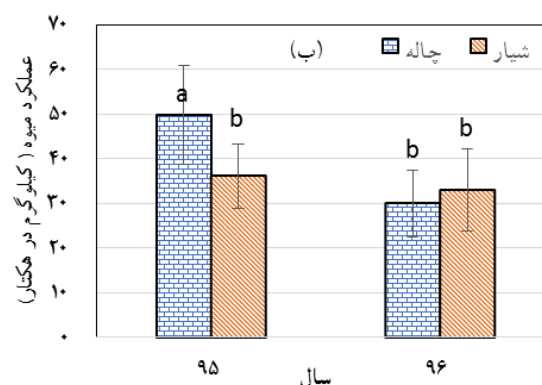 ۷۰
۶۰
۵۰
۴۰
۳۰
۲۰
۱۰
۰
عملکرد میوه (کیلوگرم در هکتار)
(ب)
چاله
شیار
a
b
b
b
۹۵
۹۶
سال